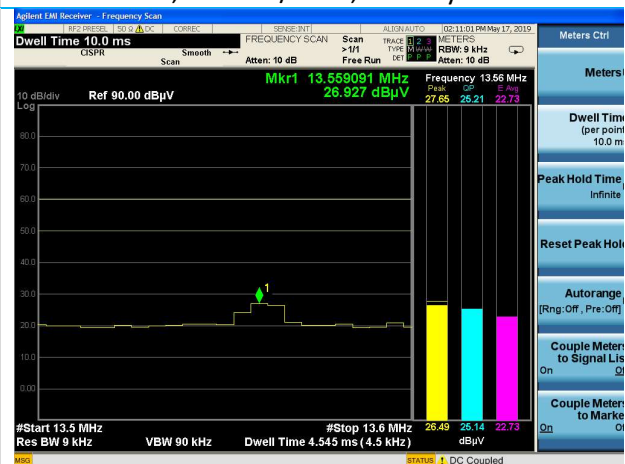 Agilent EMI Receiver - Frequency Scan
LXI RF2 PRESEL 50 Ω DC CORREC SENSE:INT ALIGN AUTO 02:11:01 PM May 17, 2019
Dwell Time 10.0 ms FREQUENCY SCAN Scan TRACE 1 2 3 METERS
CISPR Smooth >1/1 TYPE M W W RBW: 9 kHz
Scan Atten: 10 dB Free Run DET P P P Atten: 10 dB
Mkr1 13.559091 MHz
26.927 dBµV
Frequency 13.56 MHz
Peak QP E Avg
27.65 25.21 22.73
10 dB/div Ref 90.00 dBµV
Log
80.0
70.0
60.0
50.0
40.0
30.0
20.0
10.0
0.00
1
#Start 13.5 MHz #Stop 13.6 MHz
Res BW 9 kHz VBW 90 kHz Dwell Time 4.545 ms (4.5 kHz)
26.49 25.14 22.73
dBµV
MSG STATUS ! DC Coupled
Meters Ctrl
Meters
Dwell Time
(per point
10.0 ms
Peak Hold Time
Infinite
Reset Peak Hold
Autorange
[Rng:Off , Pre:Off]
Couple Meters
to Signal Lis
On Of
Couple Meters
to Marke
On Of